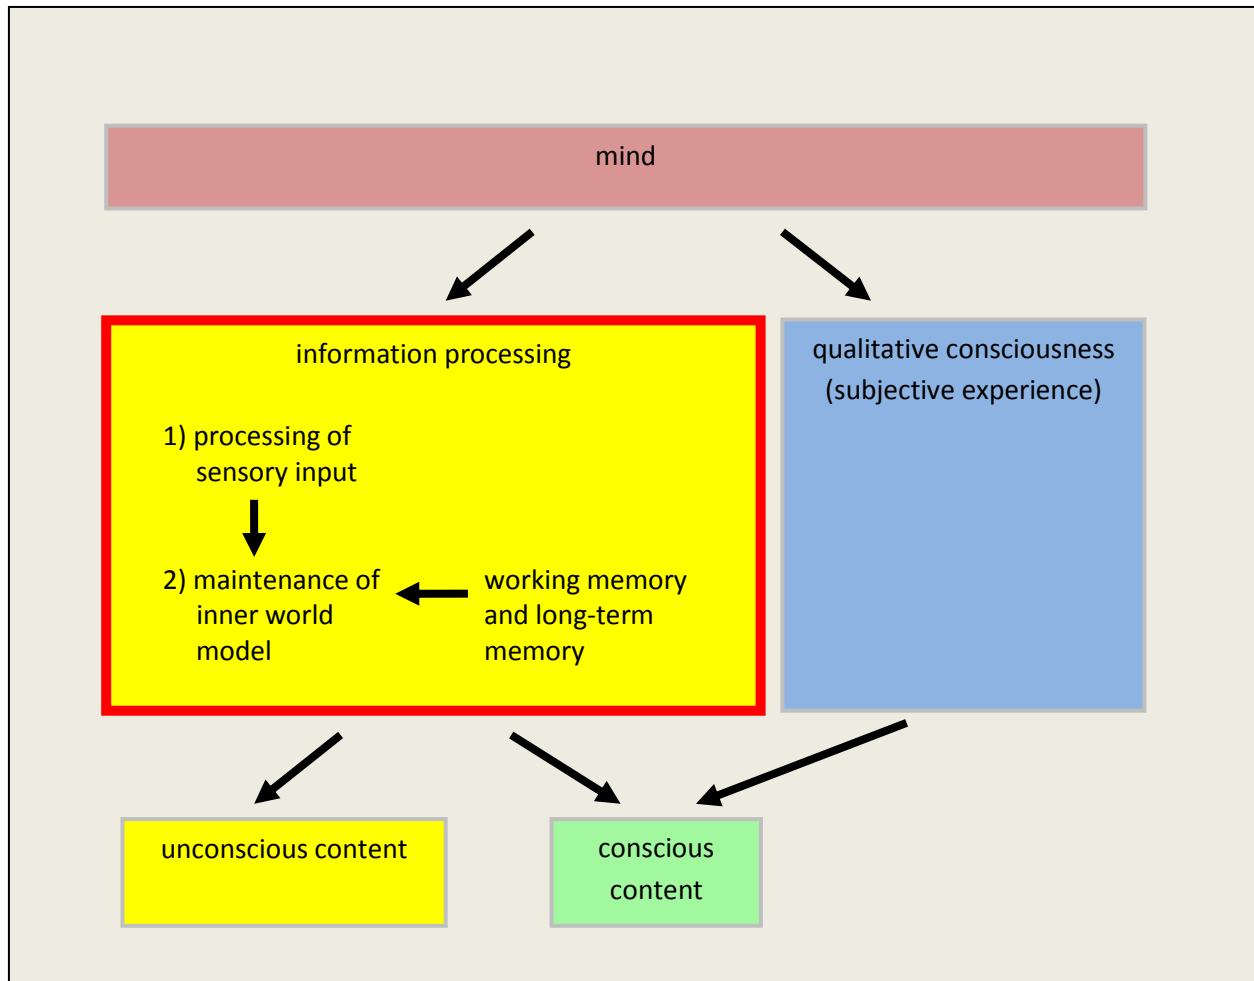 mind
information processing
1) processing of
sensory input
2) maintenance of
inner world
model
working memory
and long-term
memory
qualitative consciousness
(subjective experience)
unconscious content
conscious
content